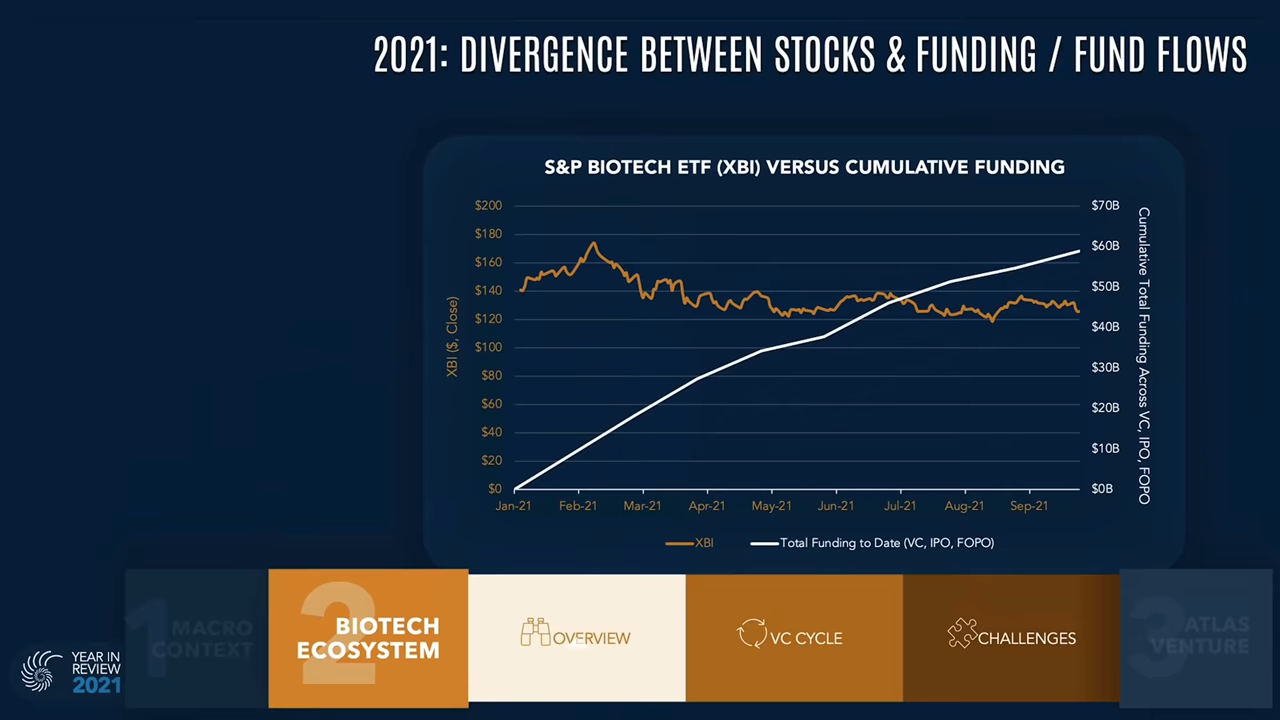 2021: DIVERGENCE BETWEEN STOCKS & FUNDING / FUND FLOWS
S&P BIOTECH ETF (XBI) VERSUS CUMULATIVE FUNDING
XBI ($, Close)
$200
$180
$160
$140
$120
$100
$80
$60
$40
$20
$0
$70B
$60B
$50B
$40B
$30B
$20B
$10B
$0B
Cumulative Total Funding Across VC, IPO, FOPO
Jan-21 Feb-21 Mar-21 Apr-21 May-21 Jun-21 Jul-21 Aug-21 Sep-21
XBI Total Funding to Date (VC, IPO, FOPO)
YEAR IN
REVIEW
2021
1
MACRO
CONTEXT
2
BIOTECH
ECOSYSTEM
OVERVIEW
VC CYCLE
CHALLENGES
3
ATLAS
VENTURE